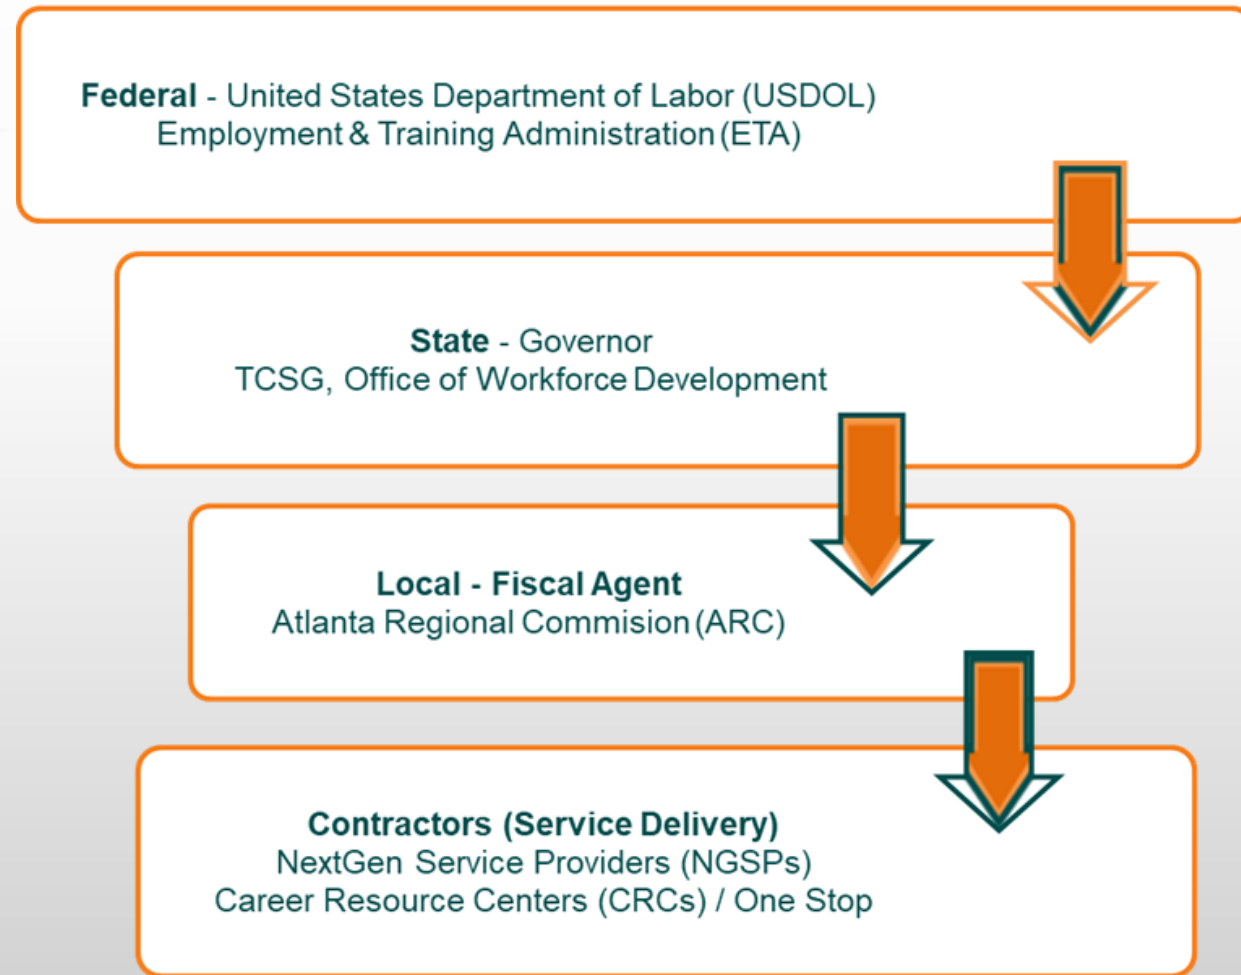 Federal - United States Department of Labor (USDOL)
Employment & Training Administration (ETA)
State - Governor
TCSG, Office of Workforce Development
Local - Fiscal Agent
Atlanta Regional Commision (ARC)
Contractors (Service Delivery)
NextGen Service Providers (NGSPs)
Career Resource Centers (CRCs) / One Stop